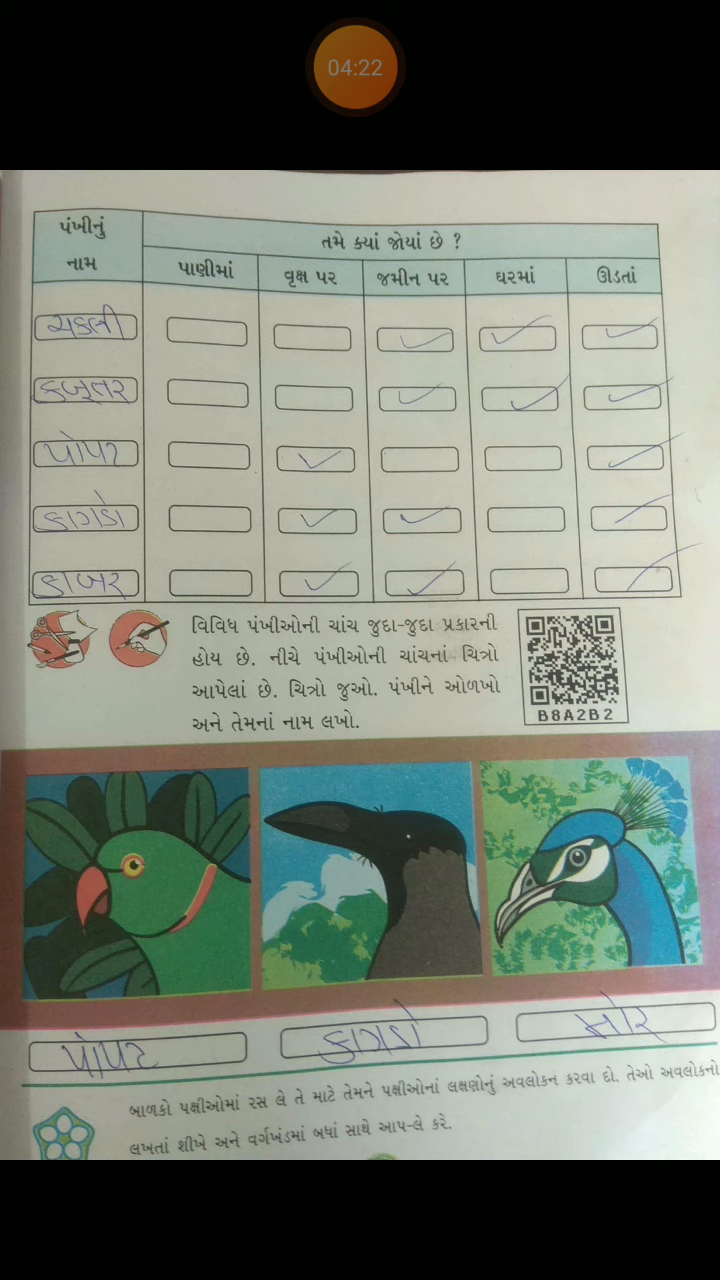 04:22
પંખીનું નામ
તમે ક્યાં જોયાં છે ?
પાણીમાં વૃક્ષ પર જમીન પર ઘરમાં ઊડતાં
ચકલી
કબૂતર
પોપટ
કાગડો
કાબર
વિવિધ પંખીઓની ચાંચ જુદા-જુદા પ્રકારની
હોય છે. નીચે પંખીઓની ચાંચનાં ચિત્રો
આપેલાં છે. ચિત્રો જુઓ. પંખીને ઓળખો
અને તેમનાં નામ લખો.
B8A2B2
પોપટ કાગડો મોર
બાળકો પક્ષીઓમાં રસ લે તે માટે તેમને પક્ષીઓનાં લક્ષણોનું અવલોકન કરવા દો. તેઓ અવલોકનો
લખતાં શીખે અને વર્ગખંડમાં બધાં સાથે આપ-લે કરે.